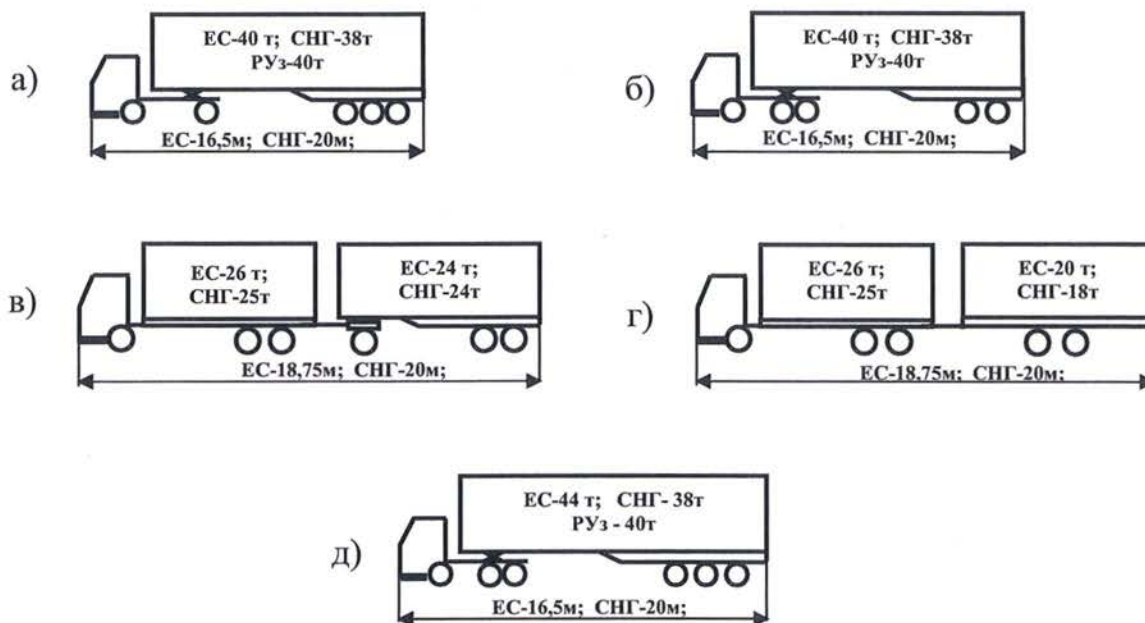 а)
ЕС-40 т; СНГ-38т
РУз-40т
ЕС-16,5м; СНГ-20м;
б)
ЕС-40 т; СНГ-38т
РУз-40т
ЕС-16,5м; СНГ-20м;
в)
ЕС-26 т;
СНГ-25т
ЕС-24 т;
СНГ-24т
ЕС-18,75м; СНГ-20м;
г)
ЕС-26 т;
СНГ-25т
ЕС-20 т;
СНГ-18т
ЕС-18,75м; СНГ-20м;
д)
ЕС-44 т; СНГ- 38т
РУз - 40т
ЕС-16,5м; СНГ-20м;